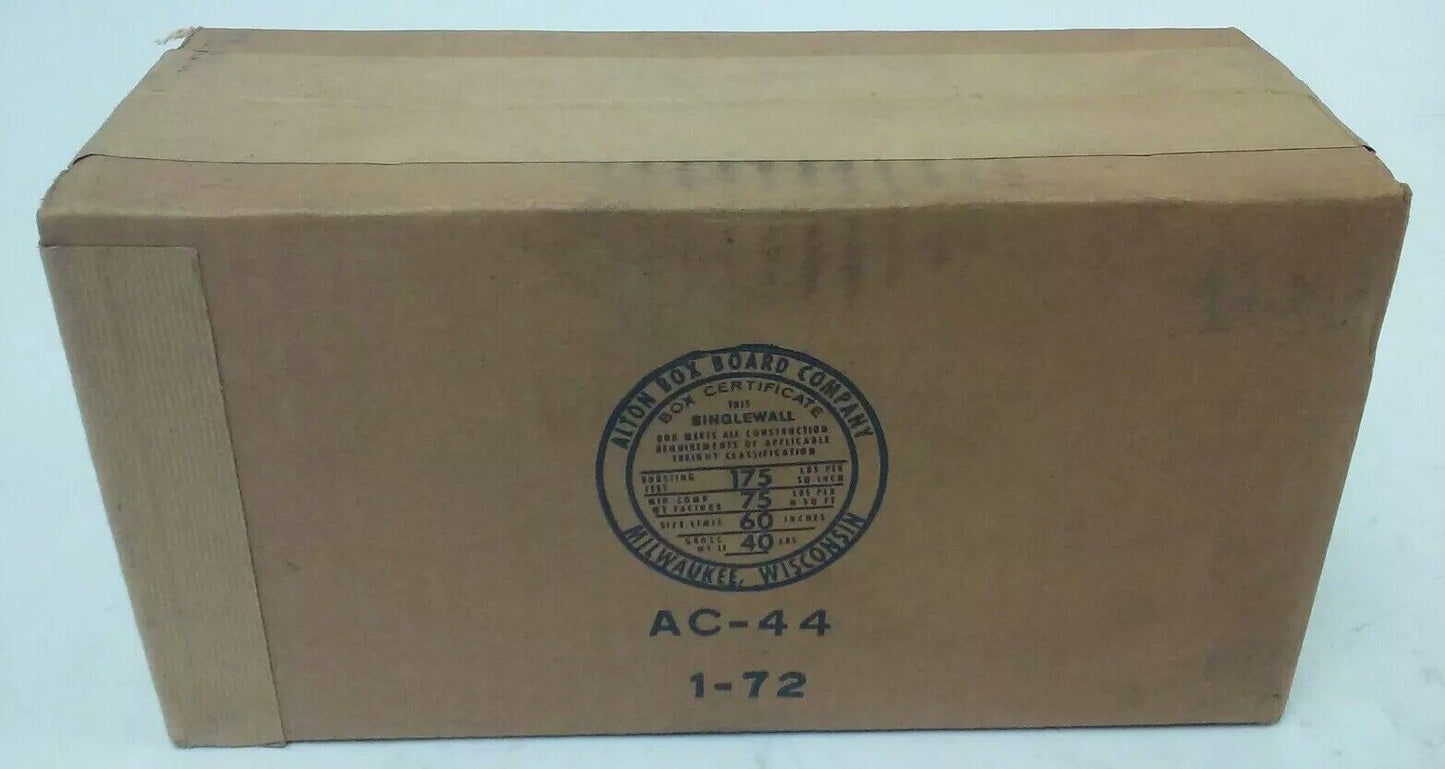 ALTON BOX BOARD COMPANY
BOX CERTIFICATE
THIS
SINGLEWALL
BOX MEETS ALL CONSTRUCTION
REQUIREMENTS OF APPLICABLE
FREIGHT CLASSIFICATION
BURSTING TEST 175 LBS PER SQ INCH
MIN COMB WT FACINGS 75 LBS PER M SQ FT
SIZE LIMIT 60 INCHES
GROSS WT LT 40 LBS
MILWAUKEE, WISCONSIN
AC-44
1-72